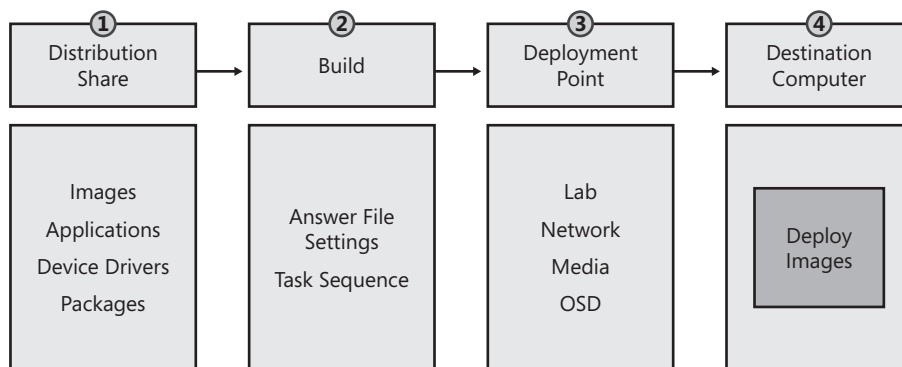 1
Distribution
Share
2
Build
3
Deployment
Point
4
Destination
Computer
Images
Applications
Device Drivers
Packages
Answer File
Settings
Task Sequence
Lab
Network
Media
OSD
Deploy
Images